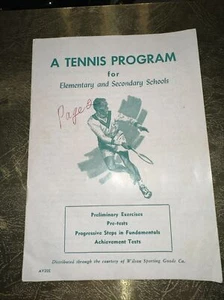 A TENNIS PROGRAM
for
Elementary and Secondary Schools
Page
Preliminary Exercises
Pre-tests
Progressive Steps in Fundamentals
Achievement Tests
Distributed through the courtesy of Wilson Sporting Goods Co.